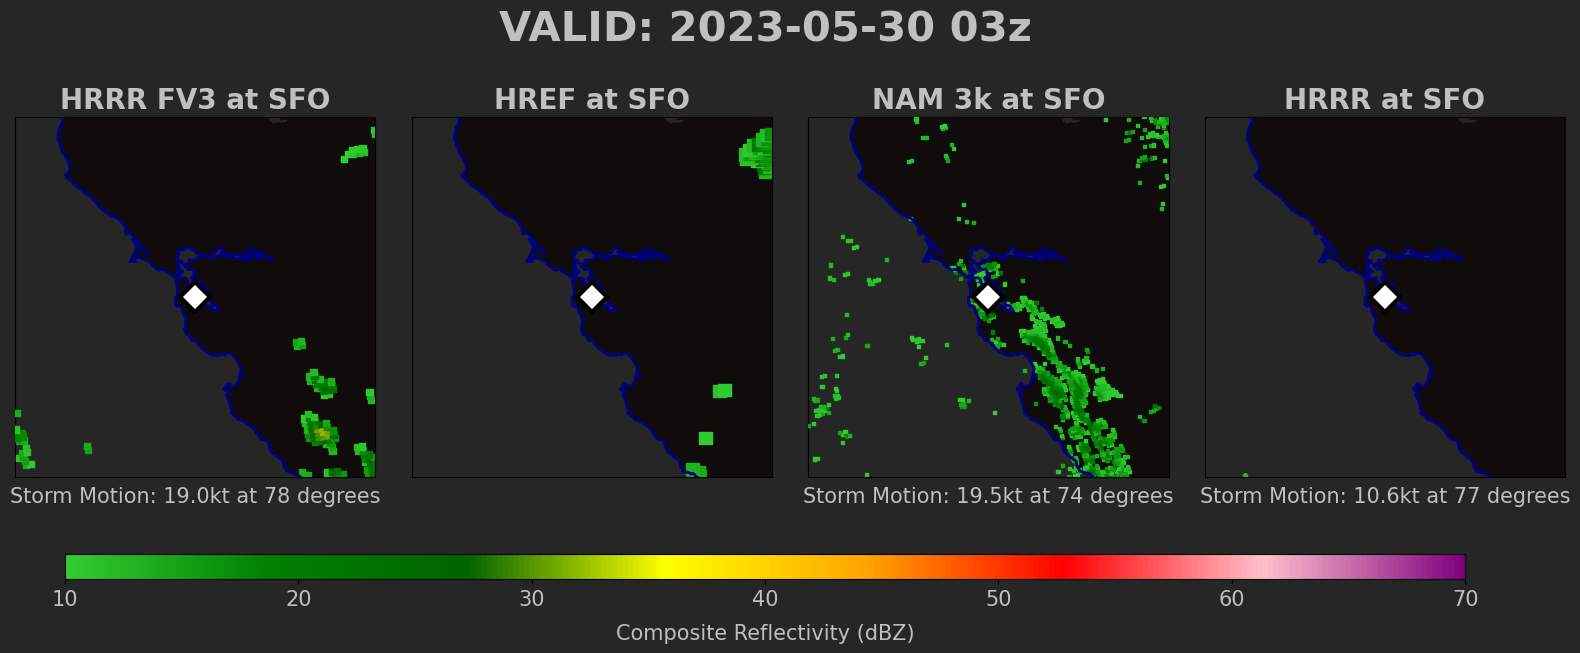 VALID: 2023-05-30 03z
HRRR FV3 at SFO
HREF at SFO
NAM 3k at SFO
HRRR at SFO
Storm Motion: 19.0kt at 78 degrees
Storm Motion: 19.5kt at 74 degrees
Storm Motion: 10.6kt at 77 degrees
10 20 30 40 50 60 70
Composite Reflectivity (dBZ)